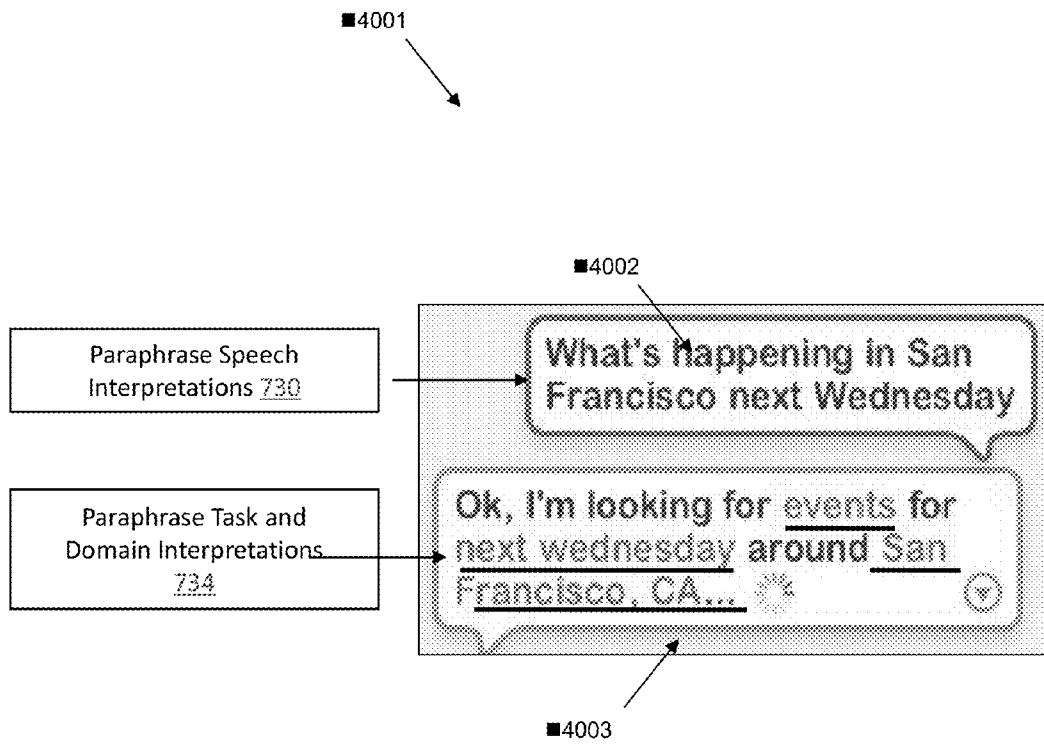 ■4001
■4002
Paraphrase Speech
Interpretations 730
What's happening in San
Francisco next Wednesday
Paraphrase Task and
Domain Interpretations
734
Ok, I'm looking for events for
next wednesday around San
Francisco, CA...
■4003